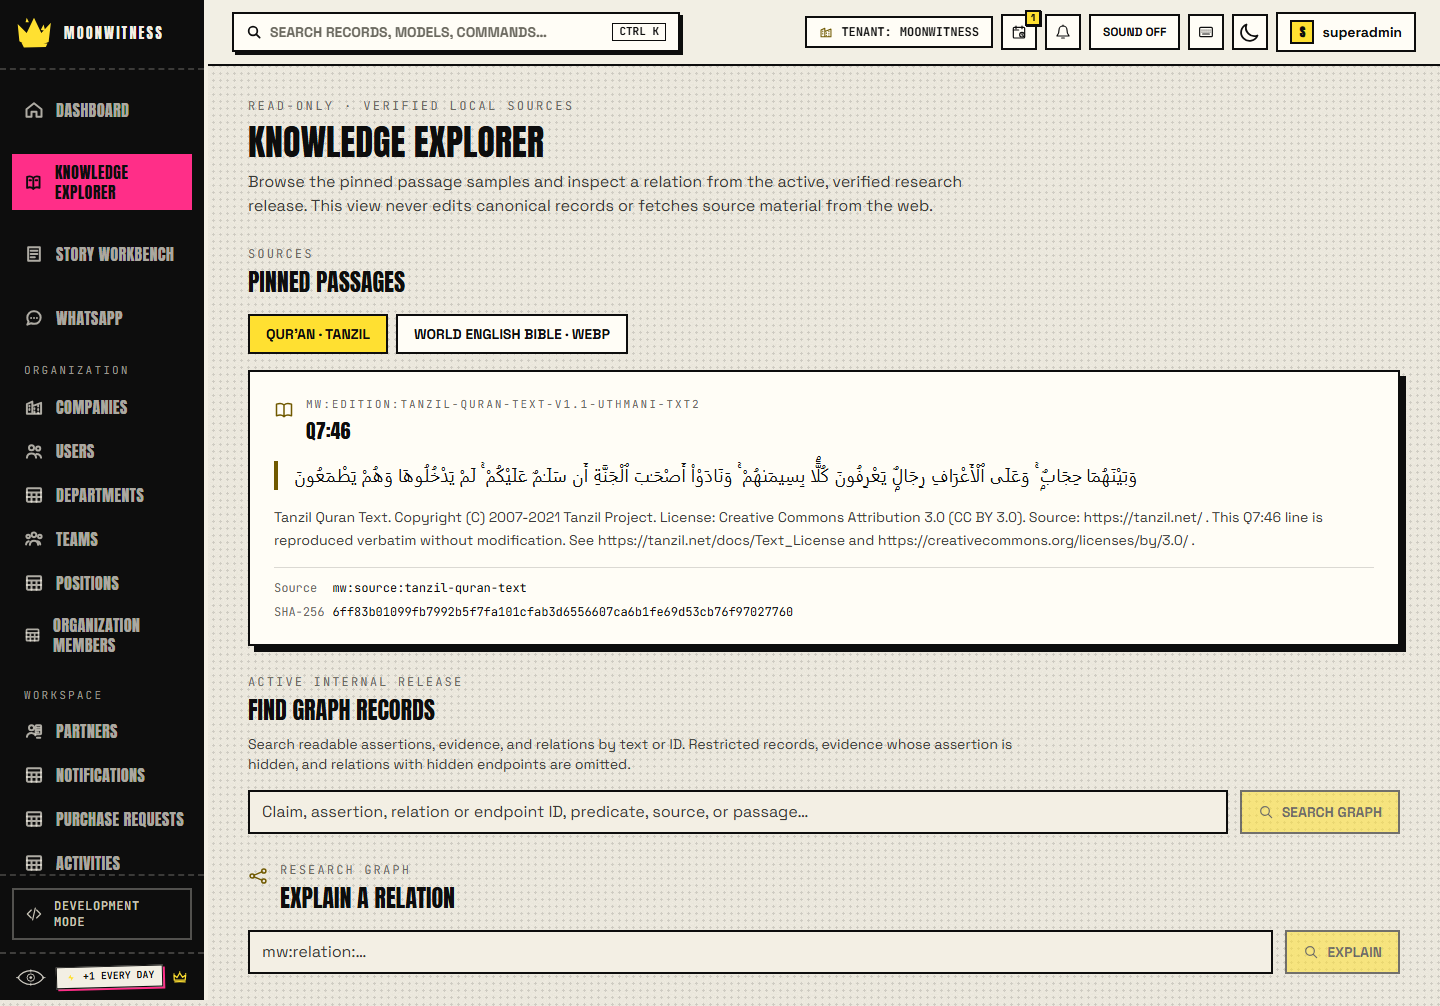 MOONWITNESS
SEARCH RECORDS, MODELS, COMMANDS...
CTRL K
TENANT: MOONWITNESS
1
SOUND OFF
$ superadmin
DASHBOARD
KNOWLEDGE
EXPLORER
STORY WORKBENCH
WHATSAPP
ORGANIZATION
COMPANIES
USERS
DEPARTMENTS
TEAMS
POSITIONS
ORGANIZATION
MEMBERS
WORKSPACE
PARTNERS
NOTIFICATIONS
PURCHASE REQUESTS
ACTIVITIES
DEVELOPMENT
MODE
+1 EVERY DAY
READ-ONLY · VERIFIED LOCAL SOURCES
KNOWLEDGE EXPLORER
Browse the pinned passage samples and inspect a relation from the active, verified research
release. This view never edits canonical records or fetches source material from the web.
SOURCES
PINNED PASSAGES
QUR'AN · TANZIL
WORLD ENGLISH BIBLE · WEBP
MW:EDITION:TANZIL-QURAN-TEXT-V1.1-UTHMANI-TXT2
Q7:46
وَبَيْنَهُمَا حِجَابٌۭ ۚ وَعَلَى ٱلْأَعْرَافِ رِجَالٌۭ يَعْرِفُونَ كُلًّۢا بِسِيمَىٰهُمْ ۚ وَنَادَوْا۟ أَصْحَـٰبَ ٱلْجَنَّةِ أَن سَلَـٰمٌ عَلَيْكُمْ ۚ لَمْ يَدْخُلُوهَا وَهُمْ يَطْمَعُونَ
Tanzil Quran Text. Copyright (C) 2007-2021 Tanzil Project. License: Creative Commons Attribution 3.0 (CC BY 3.0). Source: https://tanzil.net/ . This Q7:46 line is
reproduced verbatim without modification. See https://tanzil.net/docs/Text_License and https://creativecommons.org/licenses/by/3.0/ .
Source mw:source:tanzil-quran-text
SHA-256 6ff83b01099fb7992b5f7fa101cfab3d6556607ca6b1fe69d53cb76f97027760
ACTIVE INTERNAL RELEASE
FIND GRAPH RECORDS
Search readable assertions, evidence, and relations by text or ID. Restricted records, evidence whose assertion is
hidden, and relations with hidden endpoints are omitted.
Claim, assertion, relation or endpoint ID, predicate, source, or passage...
SEARCH GRAPH
RESEARCH GRAPH
EXPLAIN A RELATION
mw:relation:...
EXPLAIN